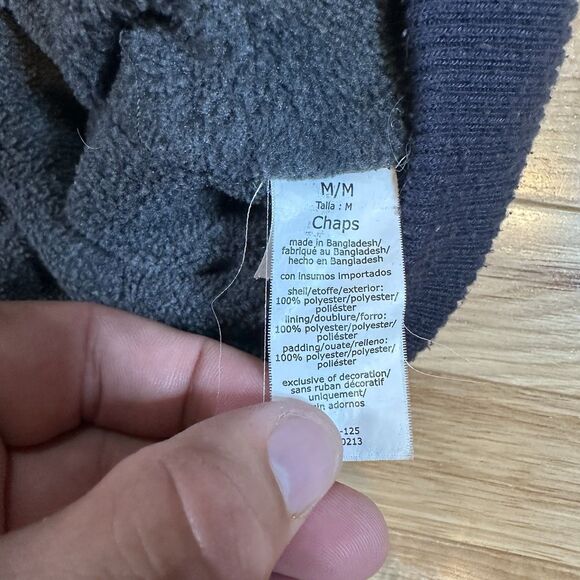 M/M
Talla : M
Chaps
made in Bangladesh/
fabriqué au Bangladesh/
hecho en Bangladesh
con insumos importados
shell/etoffe/exterior:
100% polyester/polyester/
poliéster
lining/doublure/forro:
100% polyester/polyester/
poliéster
padding/ouate/relleno:
100% polyester/polyester/
poliéster
exclusive of decoration/
sans ruban décoratif
uniquement/
adornos
-125
0213